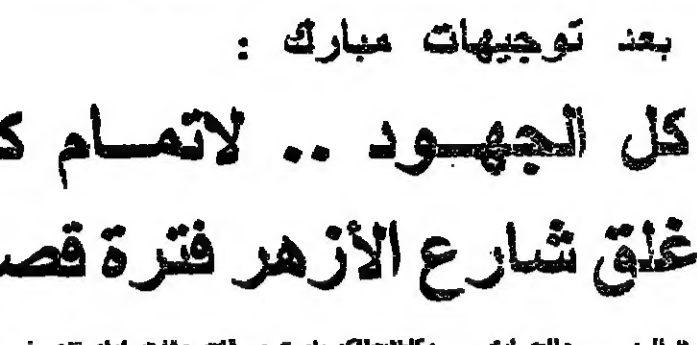 بعد توجيهات مبارك :
كل الجهود .. لاتمام
غلق شارع الأزهر فترة